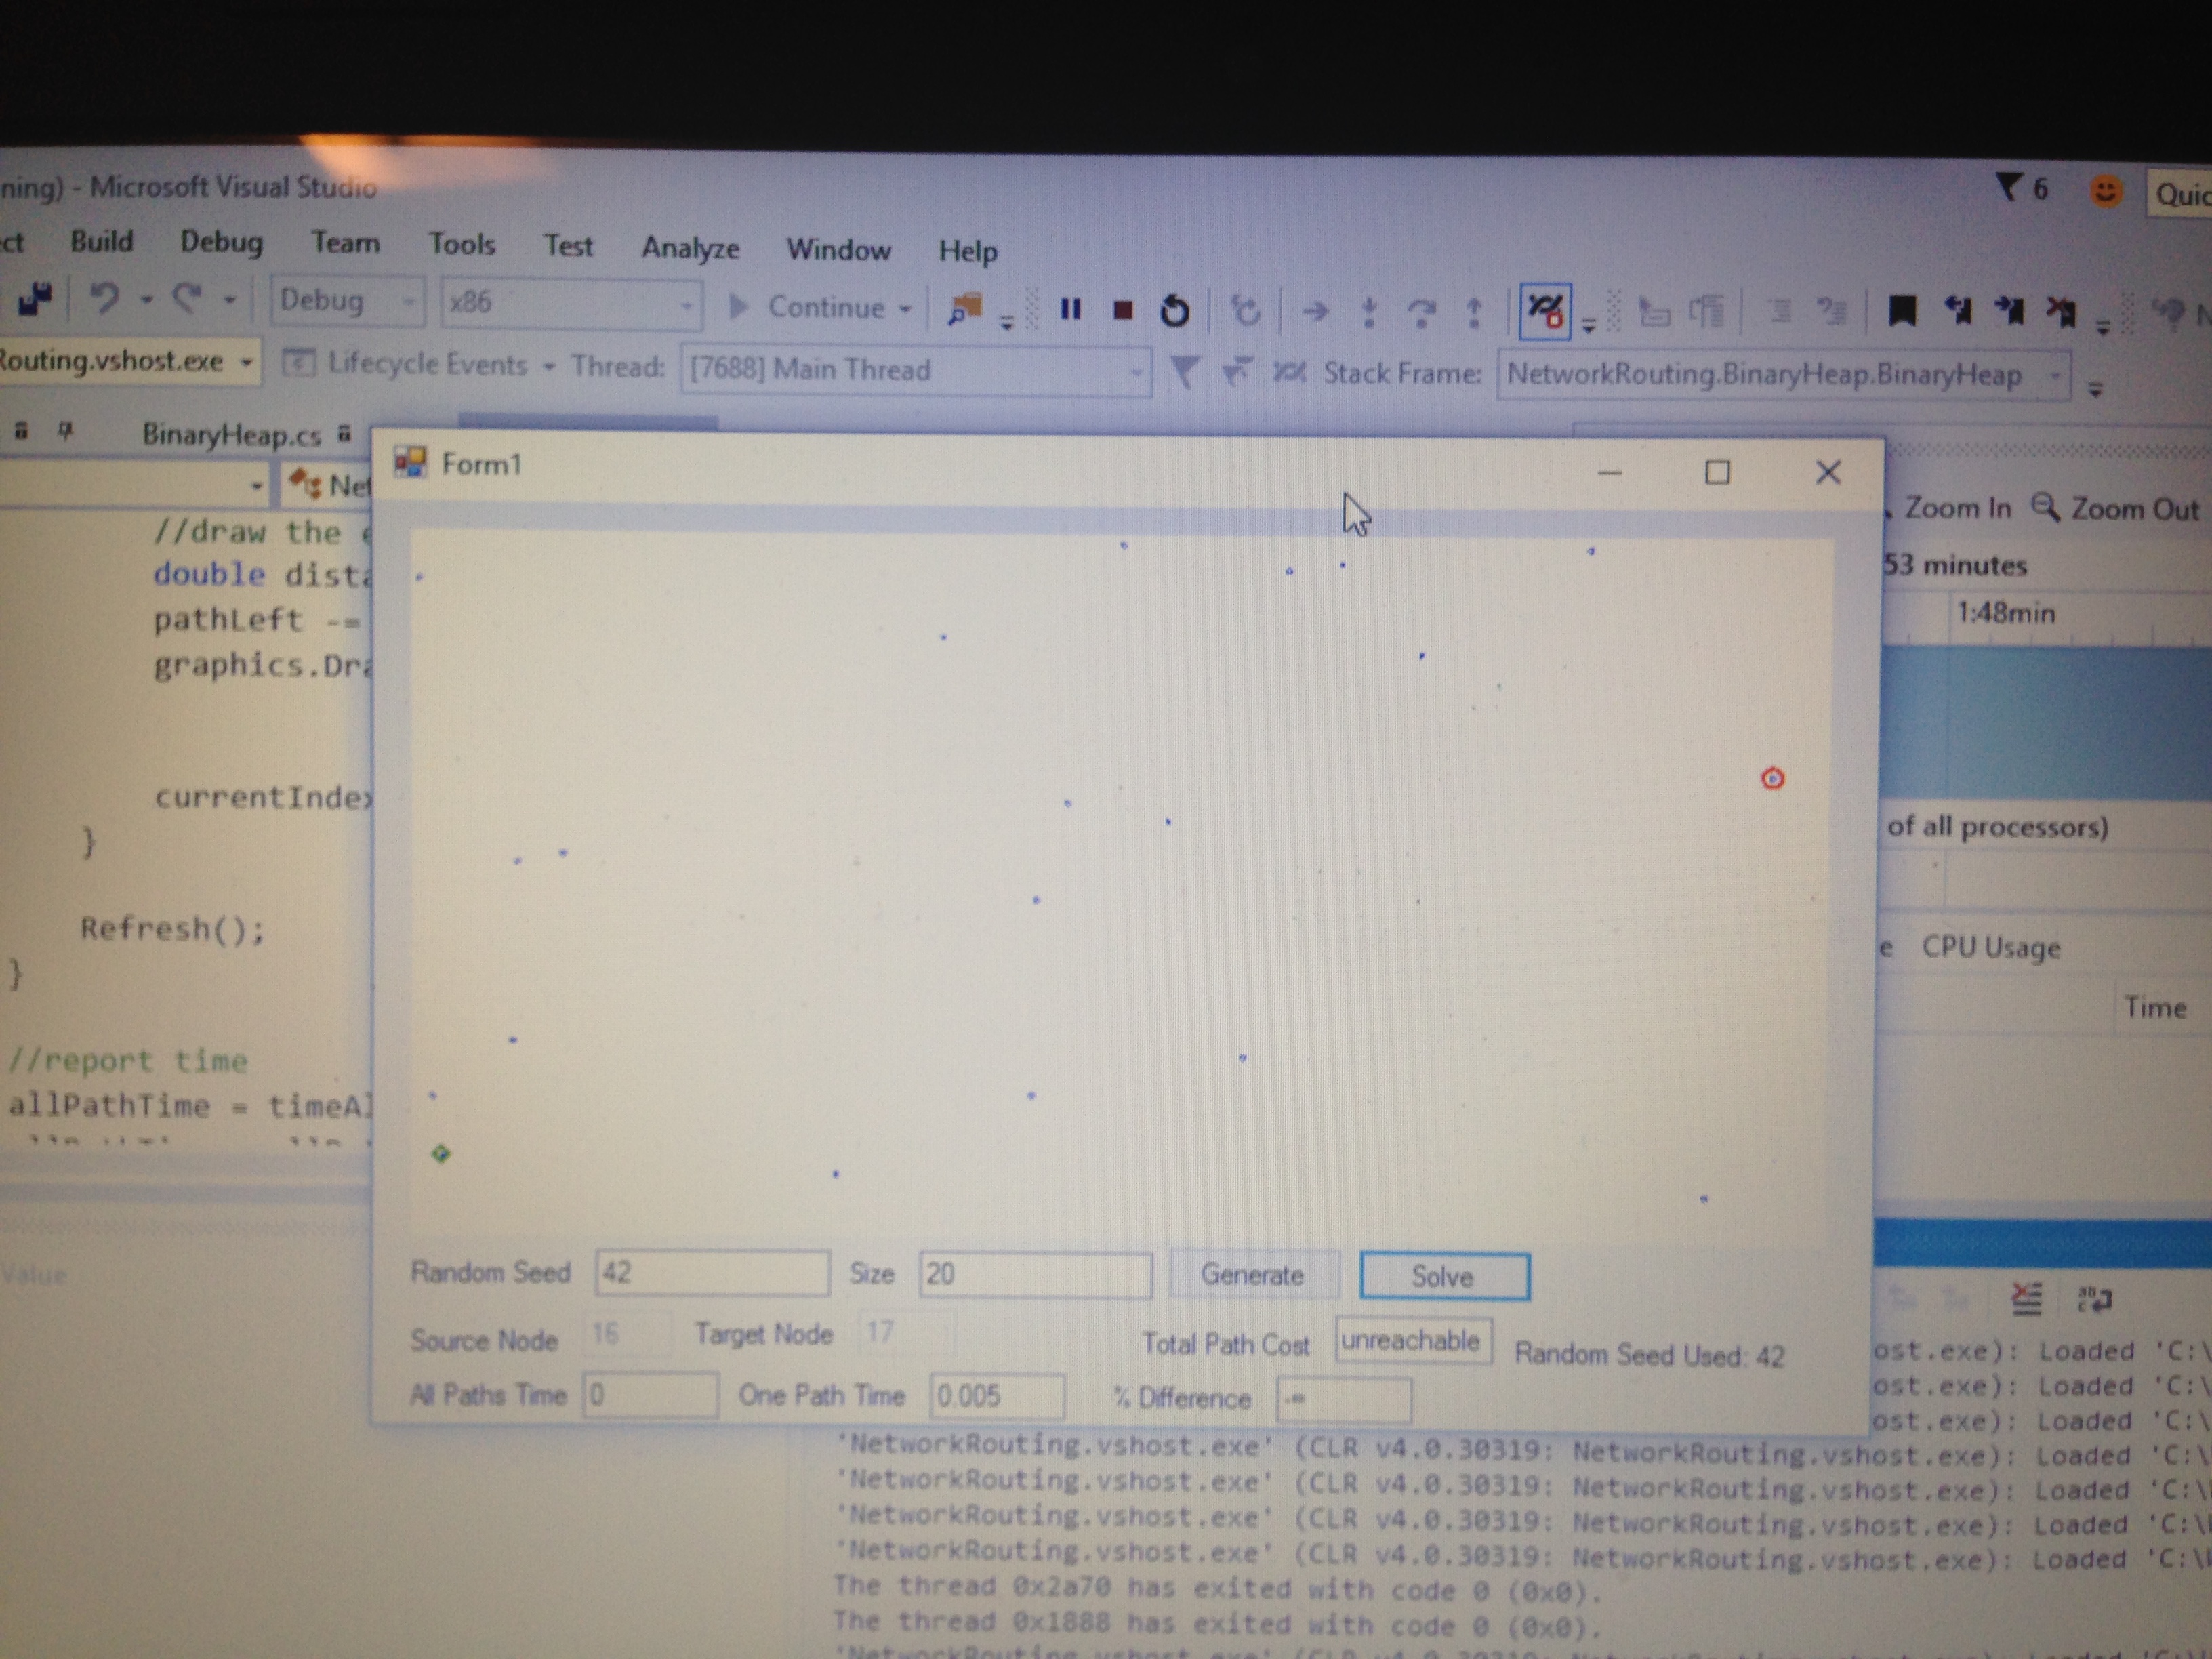 ning) - Microsoft Visual Studio
6
Quic
ct Build Debug Team Tools Test Analyze Window Help
Debug x86 Continue
Routing.vshost.exe Lifecycle Events Thread: [7688] Main Thread Stack Frame: NetworkRouting.BinaryHeap.BinaryHeap
BinaryHeap.cs
Net
Form1
Zoom In Zoom Out
//draw the e
double dista
53 minutes
pathLeft -=
1:48min
graphics.Dra
currentIndex
of all processors)
}
Refresh();
e CPU Usage
}
Time
//report time
allPathTime = timeAl
Value
Random Seed 42 Size 20 Generate Solve
Source Node 16 Target Node 17 Total Path Cost unreachable Random Seed Used: 42
All Paths Time 0 One Path Time 0.005 % Difference -∞
ost.exe): Loaded 'C:\
ost.exe): Loaded 'C:\
ost.exe): Loaded 'C:\
'NetworkRouting.vshost.exe' (CLR v4.0.30319: NetworkRouting.vshost.exe): Loaded 'C:\
'NetworkRouting.vshost.exe' (CLR v4.0.30319: NetworkRouting.vshost.exe): Loaded 'C:\
'NetworkRouting.vshost.exe' (CLR v4.0.30319: NetworkRouting.vshost.exe): Loaded 'C:\
'NetworkRouting.vshost.exe' (CLR v4.0.30319: NetworkRouting.vshost.exe): Loaded 'C:\
The thread 0x2a70 has exited with code 0 (0x0).
The thread 0x1888 has exited with code 0 (0x0).